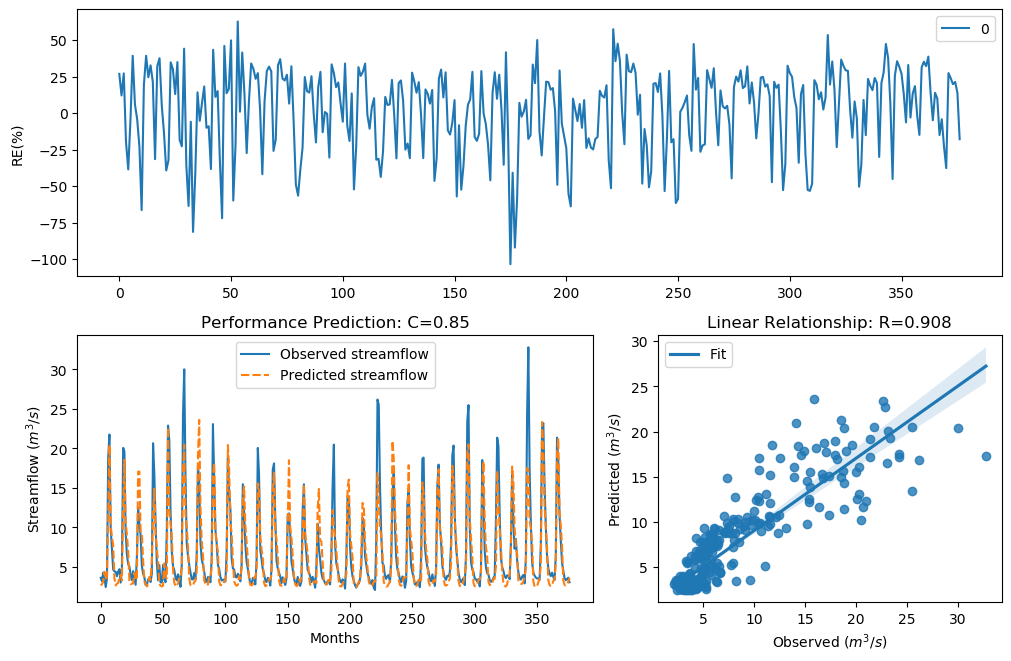 0
50
25
0
−25
−50
−75
−100
RE(%)
0 50 100 150 200 250 300 350
Performance Prediction: C=0.85
Observed streamflow
Predicted streamflow
30
25
20
15
10
5
Streamflow (m³/s)
0 50 100 150 200 250 300 350
Months
Linear Relationship: R=0.908
Fit
30
25
20
15
10
5
Predicted (m³/s)
5 10 15 20 25 30
Observed (m³/s)